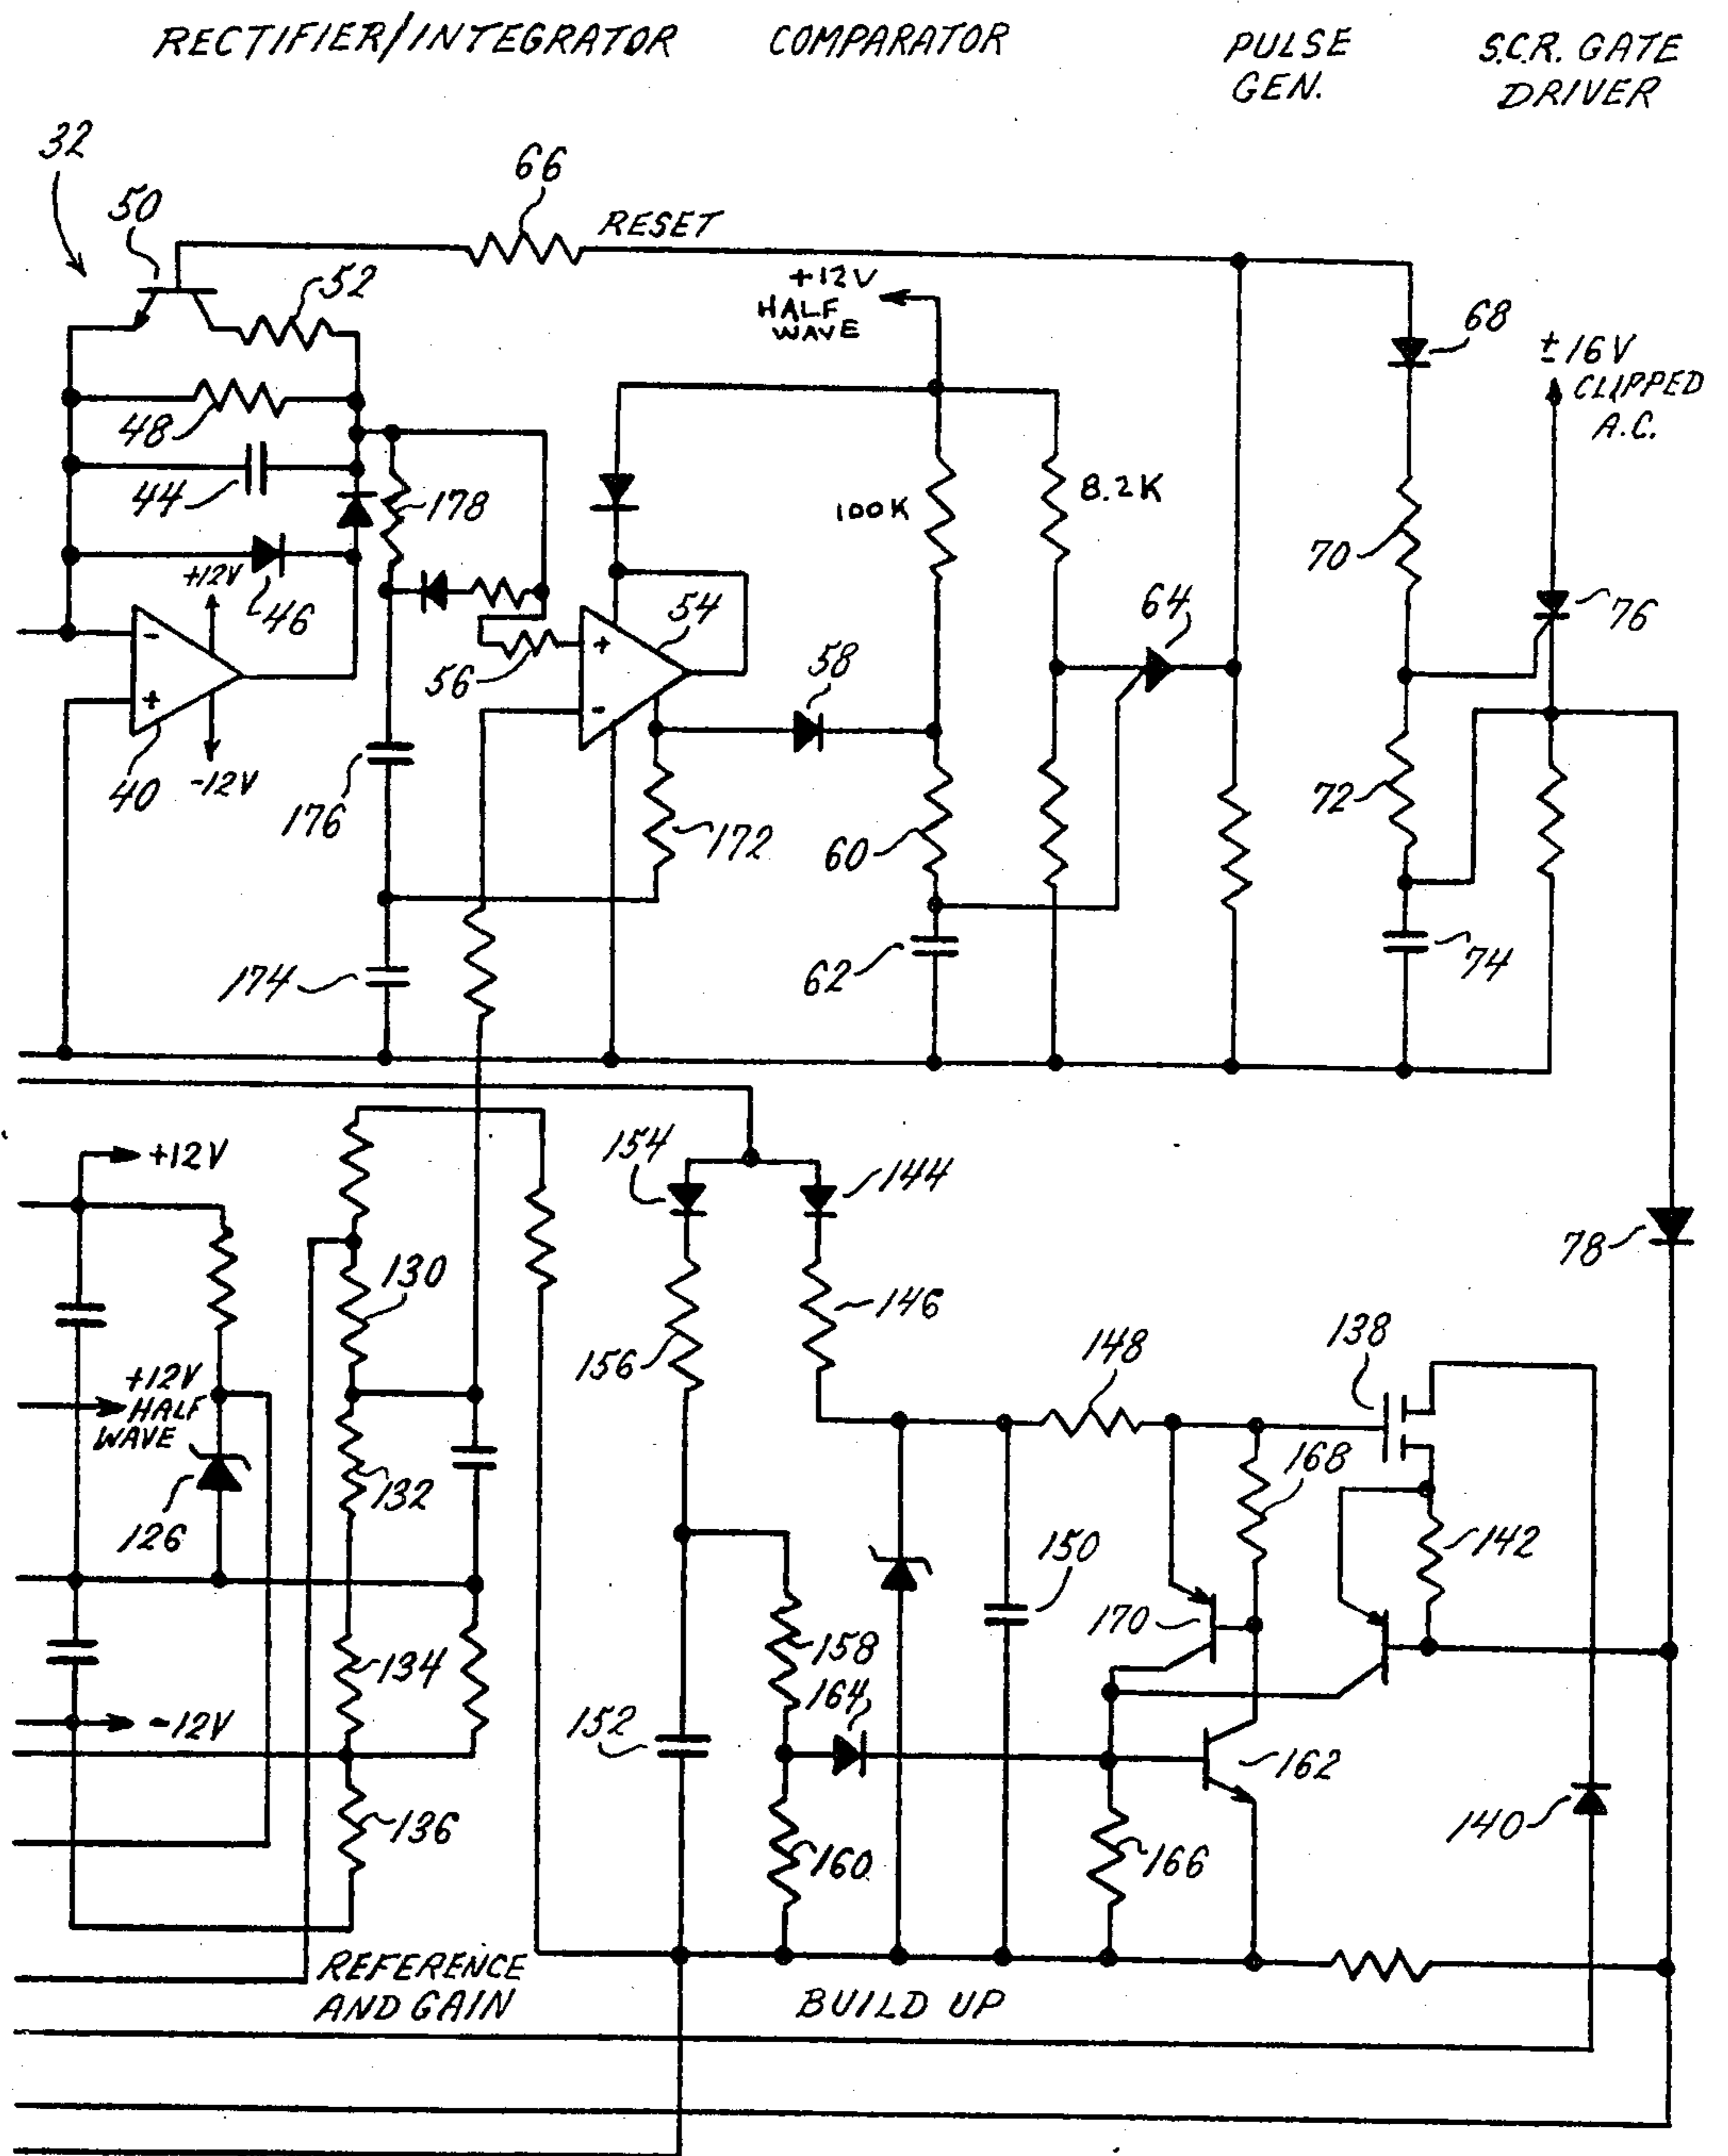 RECTIFIER/INTEGRATOR
COMPARATOR
PULSE
GEN.
S.C.R. GATE
DRIVER
32
50
66
RESET
52
+12V
HALF
WAVE
68
±16V
CLIPPED
A.C.
48
44
178
100K
8.2K
70
+12V
46
54
64
76
-
+
40
-12V
56
+
-
58
176
172
60
72
174
62
74
+12V
154
144
78
130
146
156
148
138
+12V
HALF
WAVE
126
132
168
150
142
170
158
134
164
-12V
152
162
136
160
166
140
REFERENCE
AND GAIN
BUILD UP